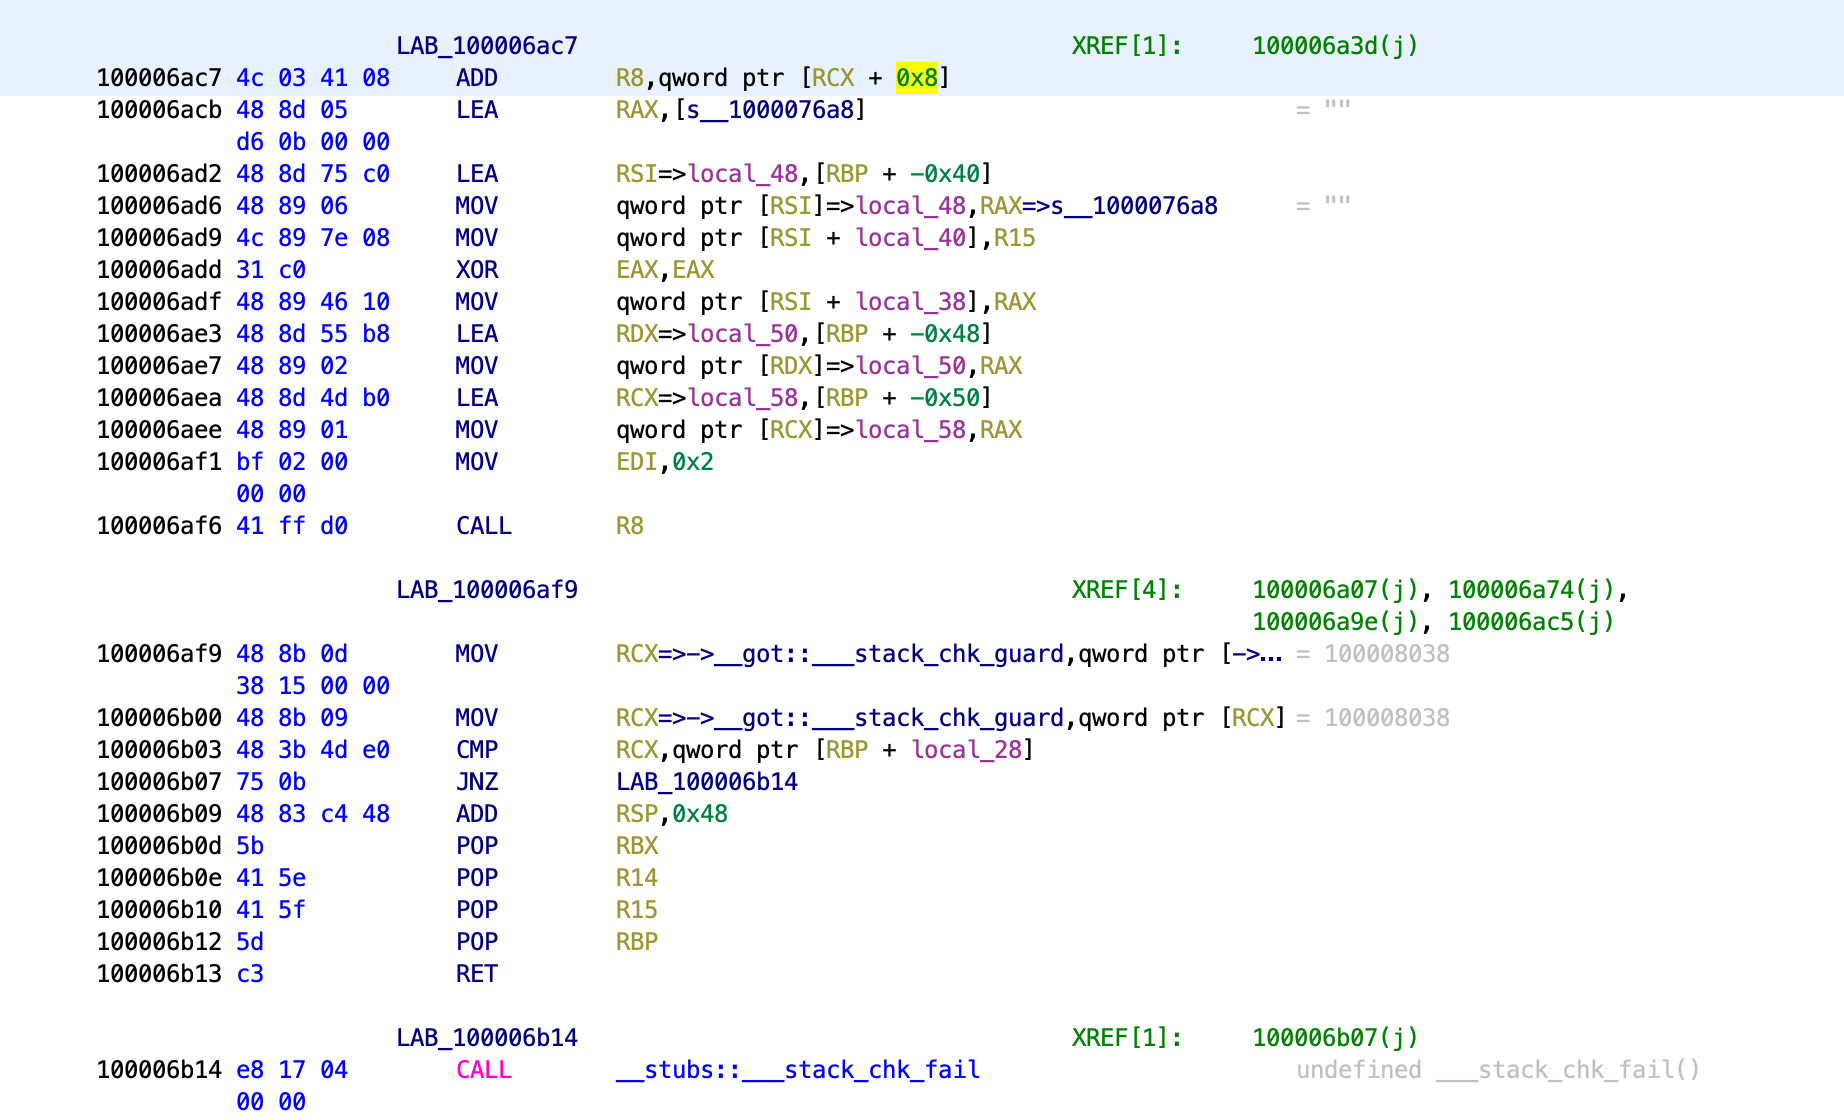 LAB_100006ac7 XREF[1]: 100006a3d(j)
100006ac7 4c 03 41 08 ADD R8,qword ptr [RCX + 0x8]
100006acb 48 8d 05 LEA RAX,[s__1000076a8] = ""
d6 0b 00 00
100006ad2 48 8d 75 c0 LEA RSI=>local_48,[RBP + -0x40]
100006ad6 48 89 06 MOV qword ptr [RSI]=>local_48,RAX=>s__1000076a8 = ""
100006ad9 4c 89 7e 08 MOV qword ptr [RSI + local_40],R15
100006add 31 c0 XOR EAX,EAX
100006adf 48 89 46 10 MOV qword ptr [RSI + local_38],RAX
100006ae3 48 8d 55 b8 LEA RDX=>local_50,[RBP + -0x48]
100006ae7 48 89 02 MOV qword ptr [RDX]=>local_50,RAX
100006aea 48 8d 4d b0 LEA RCX=>local_58,[RBP + -0x50]
100006aee 48 89 01 MOV qword ptr [RCX]=>local_58,RAX
100006af1 bf 02 00 MOV EDI,0x2
00 00
100006af6 41 ff d0 CALL R8
LAB_100006af9 XREF[4]: 100006a07(j), 100006a74(j),
100006a9e(j), 100006ac5(j)
100006af9 48 8b 0d MOV RCX=>->__got::___stack_chk_guard,qword ptr [->... = 100008038
38 15 00 00
100006b00 48 8b 09 MOV RCX=>->__got::___stack_chk_guard,qword ptr [RCX] = 100008038
100006b03 48 3b 4d e0 CMP RCX,qword ptr [RBP + local_28]
100006b07 75 0b JNZ LAB_100006b14
100006b09 48 83 c4 48 ADD RSP,0x48
100006b0d 5b POP RBX
100006b0e 41 5e POP R14
100006b10 41 5f POP R15
100006b12 5d POP RBP
100006b13 c3 RET
LAB_100006b14 XREF[1]: 100006b07(j)
100006b14 e8 17 04 CALL __stubs::___stack_chk_fail undefined ___stack_chk_fail()
00 00